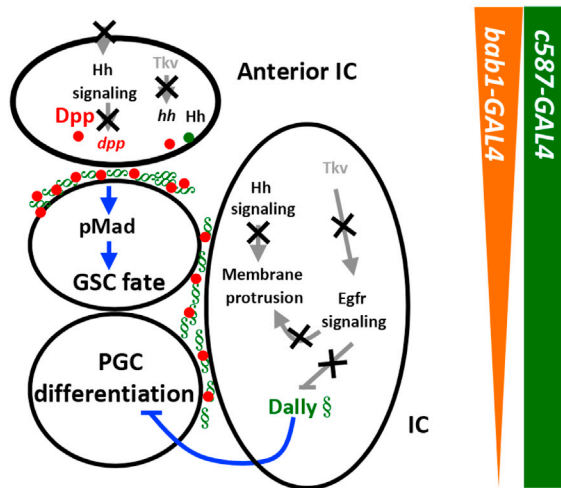 Anterior IC
Hh
signaling
Tkv
Dpp
dpp
hh
Hh
pMad
GSC fate
PGC
differentiation
Hh
signaling
Tkv
Membrane
protrusion
Egfr
signaling
Dally §
IC
bab1-GAL4
c587-GAL4